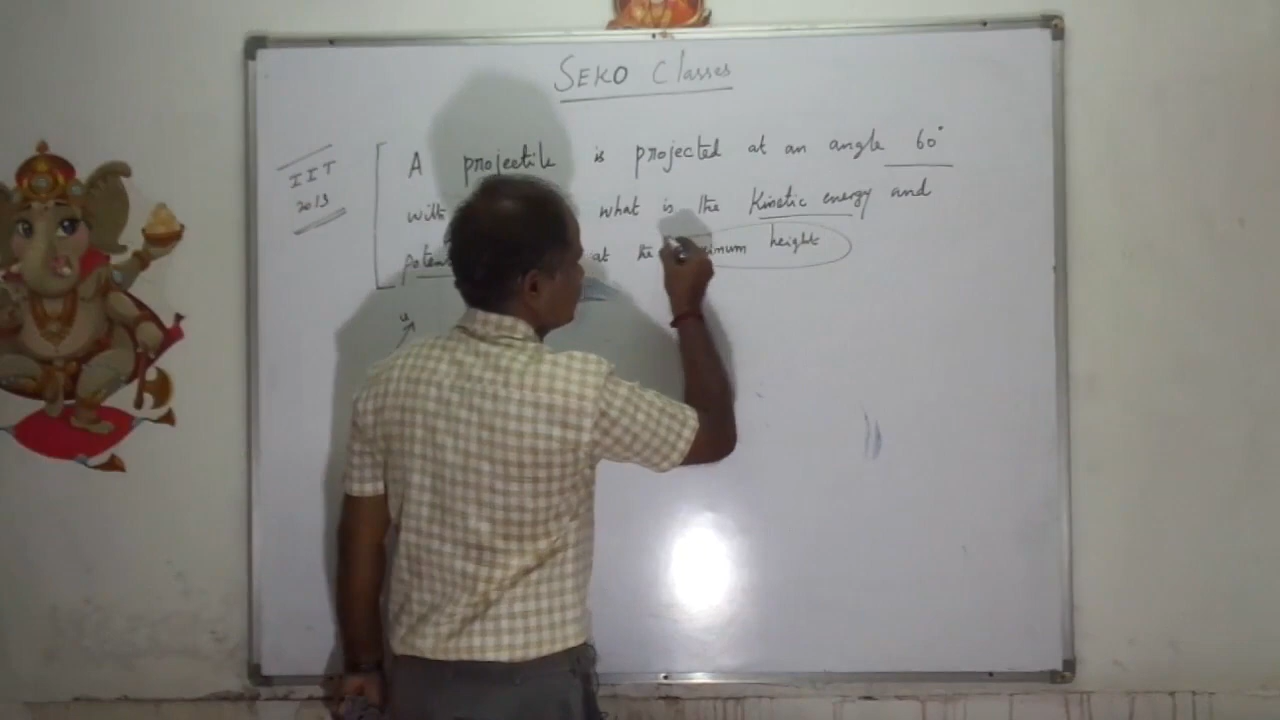 SEKO Classes
IIT
2013
A projectile is projected at an angle 60°
with what is the Kinetic energy and
at the height
u